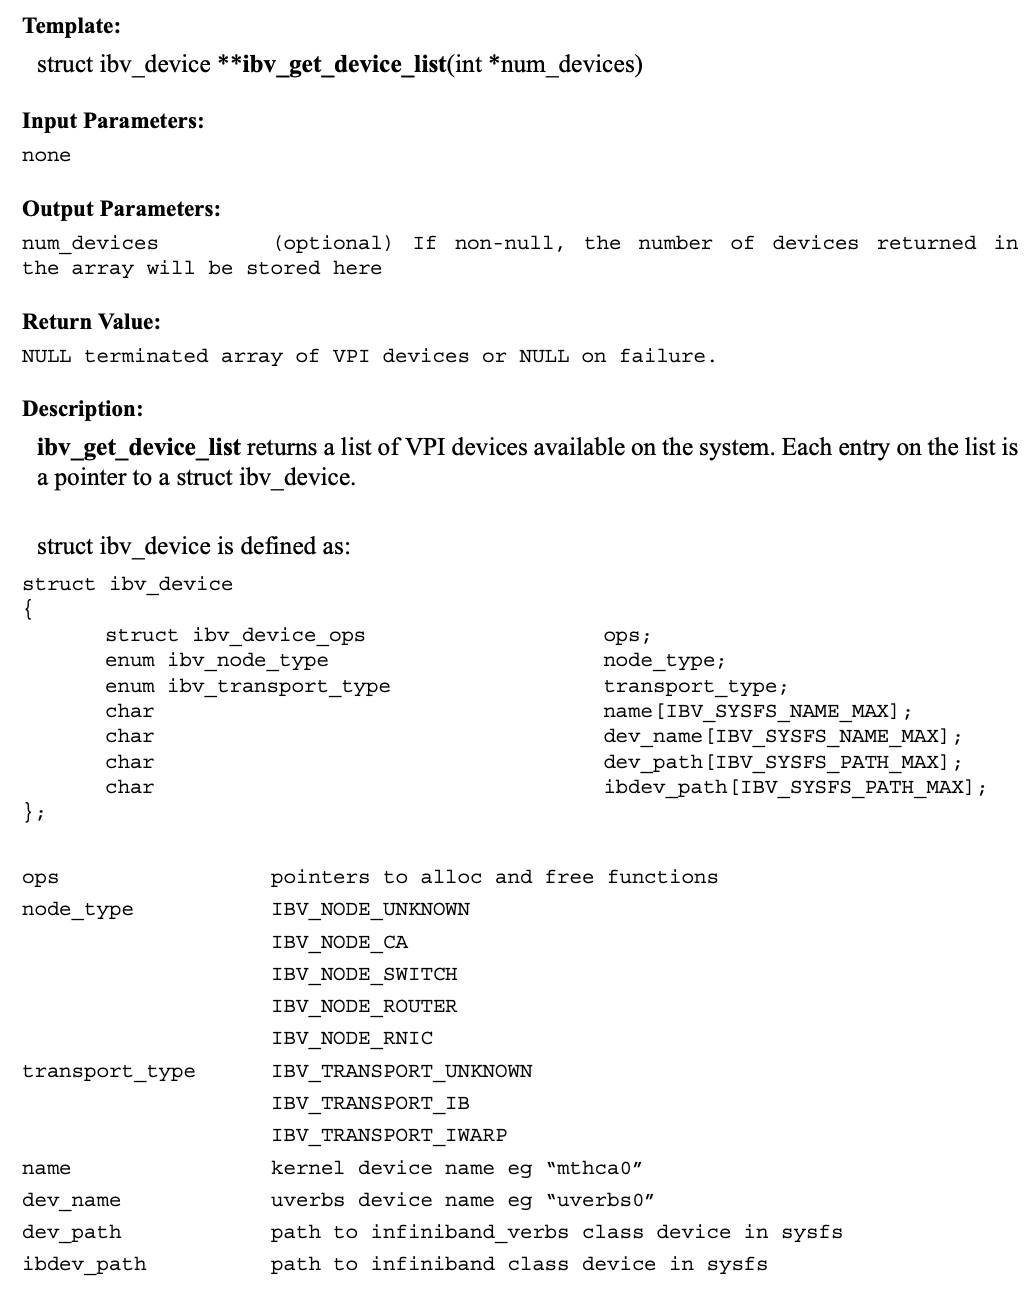 Template:
struct ibv_device **ibv_get_device_list(int *num_devices)
Input Parameters:
none
Output Parameters:
num_devices (optional) If non-null, the number of devices returned in
the array will be stored here
Return Value:
NULL terminated array of VPI devices or NULL on failure.
Description:
ibv_get_device_list returns a list of VPI devices available on the system. Each entry on the list is
a pointer to a struct ibv_device.
struct ibv_device is defined as:
struct ibv_device
{
struct ibv_device_ops ops;
enum ibv_node_type node_type;
enum ibv_transport_type transport_type;
char name[IBV_SYSFS_NAME_MAX];
char dev_name[IBV_SYSFS_NAME_MAX];
char dev_path[IBV_SYSFS_PATH_MAX];
char ibdev_path[IBV_SYSFS_PATH_MAX];
};
ops pointers to alloc and free functions
node_type IBV_NODE_UNKNOWN
IBV_NODE_CA
IBV_NODE_SWITCH
IBV_NODE_ROUTER
IBV_NODE_RNIC
transport_type IBV_TRANSPORT_UNKNOWN
IBV_TRANSPORT_IB
IBV_TRANSPORT_IWARP
name kernel device name eg “mthca0”
dev_name uverbs device name eg “uverbs0”
dev_path path to infiniband_verbs class device in sysfs
ibdev_path path to infiniband class device in sysfs